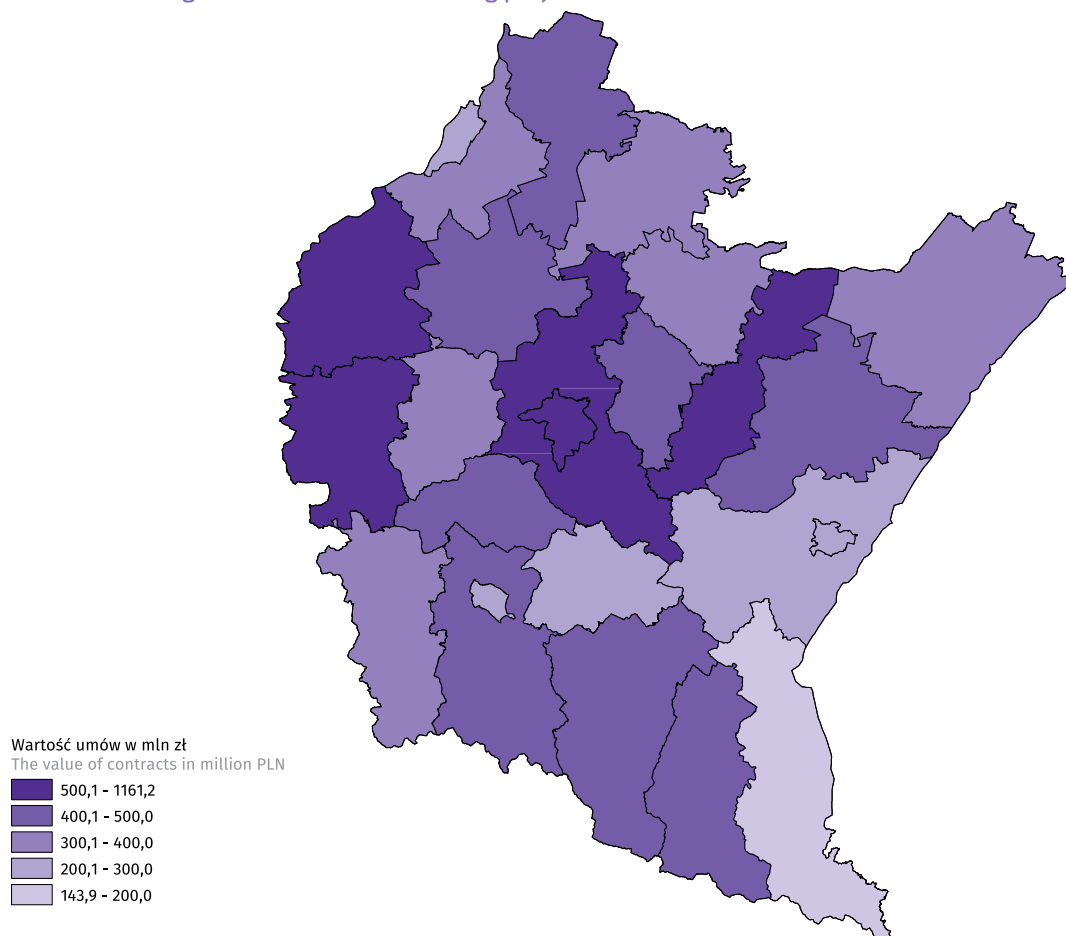 Wartość umów w mln zł
The value of contracts in million PLN
500,1 - 1161,2
400,1 - 500,0
300,1 - 400,0
200,1 - 300,0
143,9 - 200,0